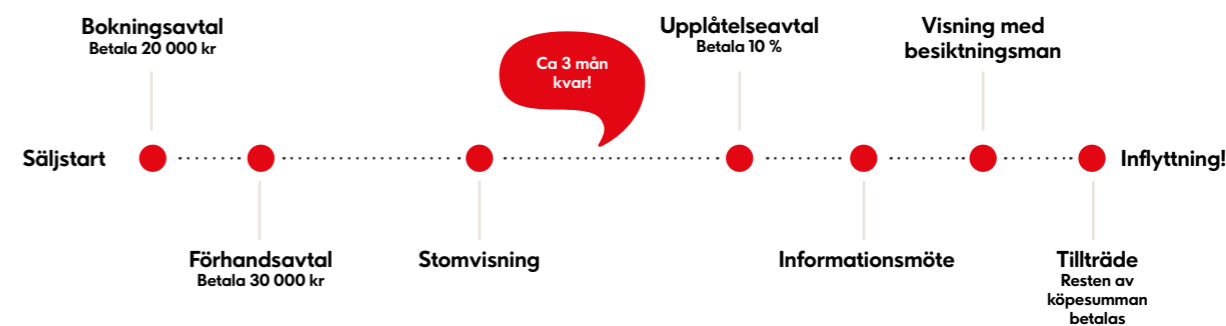 Bokningsavtal
Betala 20 000 kr
Ca 3 mån
kvar!
Upplåtelseavtal
Betala 10 %
Visning med
besiktningsman
Säljstart
Inflyttning!
Förhandsavtal
Betala 30 000 kr
Stomvisning
Informationsmöte
Tillträde
Resten av
köpesumman
betalas